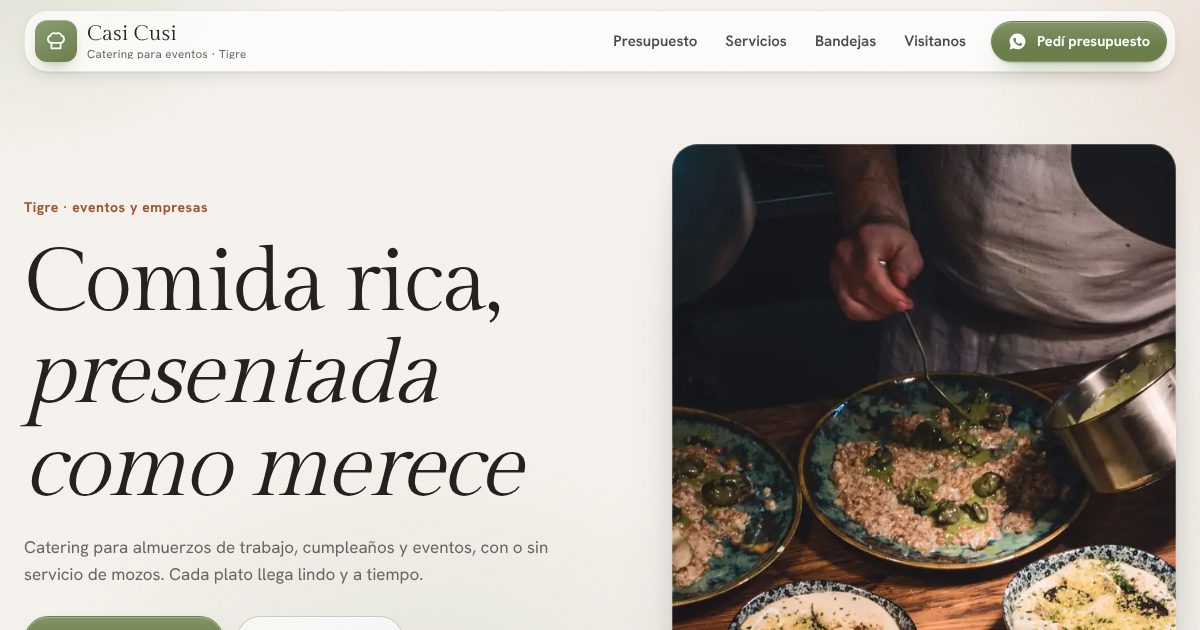 Casi Cusi
Catering para eventos · Tigre
Presupuesto
Servicios
Bandejas
Visitanos
Pedí presupuesto
Tigre · eventos y empresas
Comida rica,
presentada
como merece
Catering para almuerzos de trabajo, cumpleaños y eventos, con o sin
servicio de mozos. Cada plato llega lindo y a tiempo.